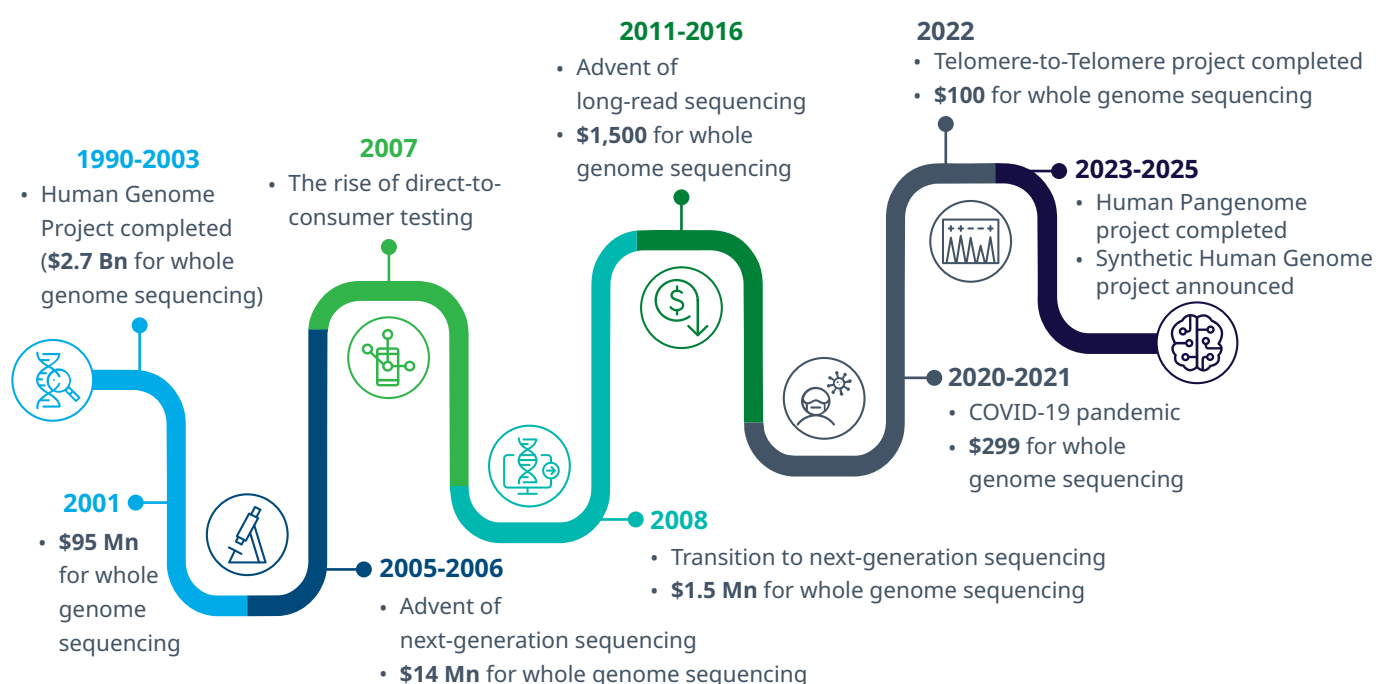 1990-2003
• Human Genome
Project completed
($2.7 Bn for whole
genome sequencing)
2001
• $95 Mn
for whole
genome
sequencing
2005-2006
• Advent of
next-generation sequencing
• $14 Mn for whole genome sequencing
2007
• The rise of direct-to-
consumer testing
2008
• Transition to next-generation sequencing
• $1.5 Mn for whole genome sequencing
2011-2016
• Advent of
long-read sequencing
• $1,500 for whole
genome sequencing
2020-2021
• COVID-19 pandemic
• $299 for whole
genome sequencing
2022
• Telomere-to-Telomere project completed
• $100 for whole genome sequencing
2023-2025
• Human Pangenome
project completed
• Synthetic Human Genome
project announced